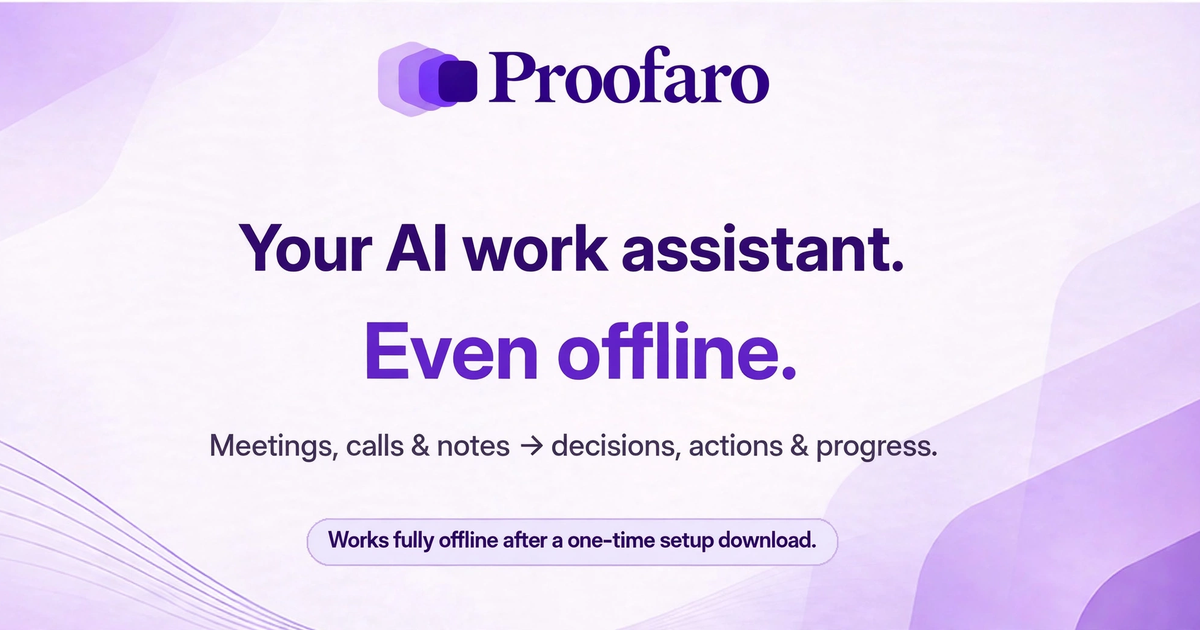 Proofaro
Your AI work assistant.
Even offline.
Meetings, calls & notes → decisions, actions & progress.
Works fully offline after a one-time setup download.